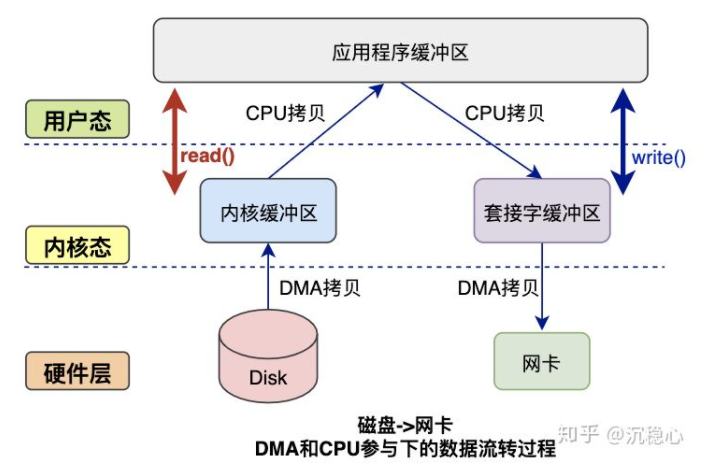 应用程序缓冲区
用户态
CPU拷贝
CPU拷贝
read()
write()
内核缓冲区
套接字缓冲区
内核态
DMA拷贝
DMA拷贝
硬件层
Disk
网卡
磁盘->网卡
DMA和CPU参与下的数据流转过程
知乎 @沉稳心